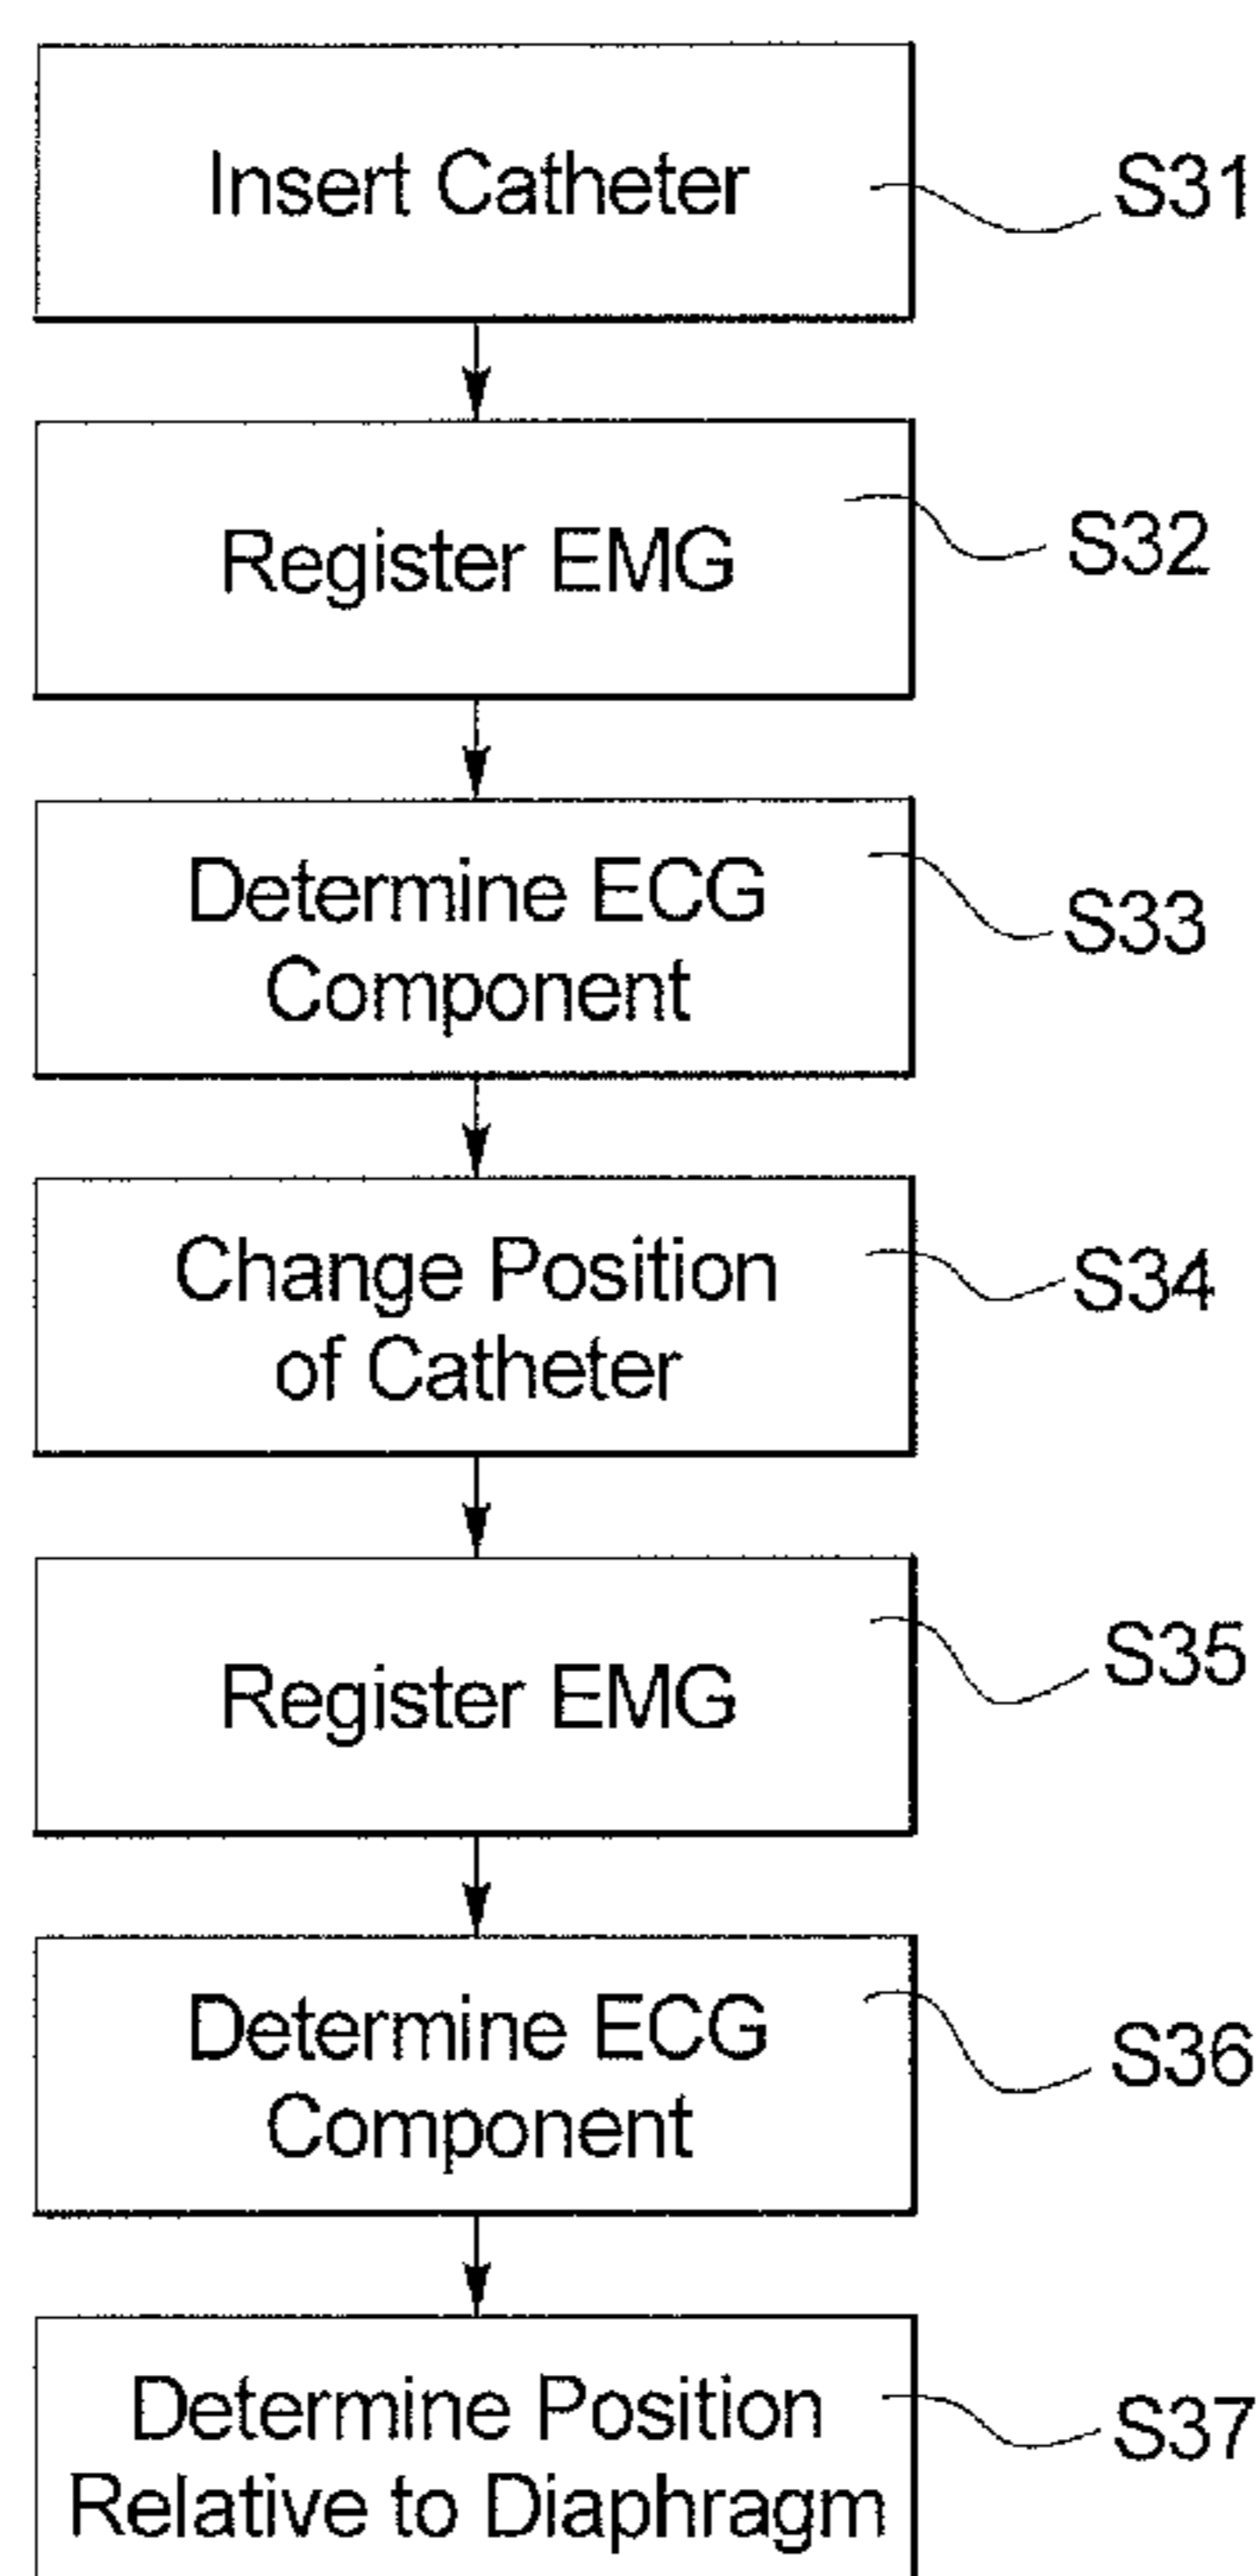 Insert Catheter
S31
Register EMG
S32
Determine ECG
Component
S33
Change Position
of Catheter
S34
Register EMG
S35
Determine ECG
Component
S36
Determine Position
Relative to Diaphragm
S37